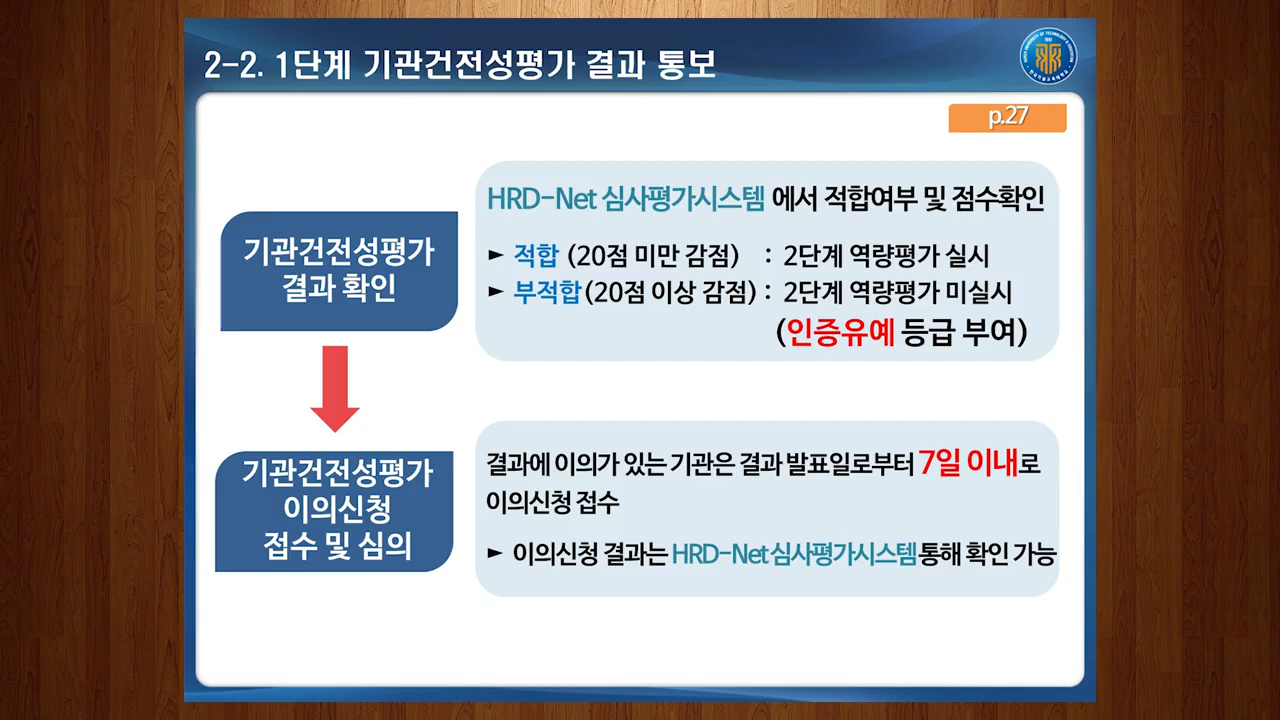 2-2. 1단계 기관건전성평가 결과 통보
p.27
기관건전성평가
결과 확인
HRD-Net 심사평가시스템 에서 적합여부 및 점수확인
► 적합 (20점 미만 감점) : 2단계 역량평가 실시
► 부적합(20점 이상 감점) : 2단계 역량평가 미실시
(인증유예 등급 부여)
기관건전성평가
이의신청
접수 및 심의
결과에 이의가 있는 기관은 결과 발표일로부터 7일 이내로
이의신청 접수
► 이의신청 결과는 HRD-Net심사평가시스템통해 확인 가능